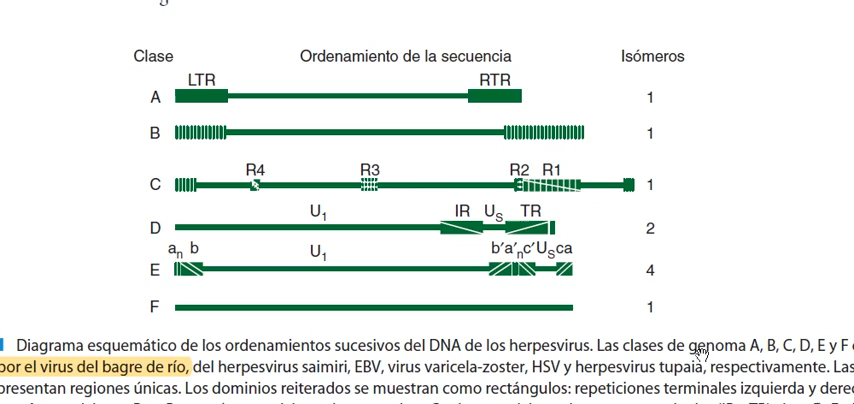 Clase Ordenamiento de la secuencia Isómeros
LTR RTR
A 1
B 1
R4 R3 R2 R1
C 1
U1 IR US TR
D 2
an b U1 b′a′nc′USca
E 4
F 1
Diagrama esquemático de los ordenamientos sucesivos del DNA de los herpesvirus. Las clases de genoma A, B, C, D, E y F
por el virus del bagre de río, del herpesvirus saimiri, EBV, virus varicela-zoster, HSV y herpesvirus tupaia, respectivamente. Las
presentan regiones únicas. Los dominios reiterados se muestran como rectángulos: repeticiones terminales izquierda y